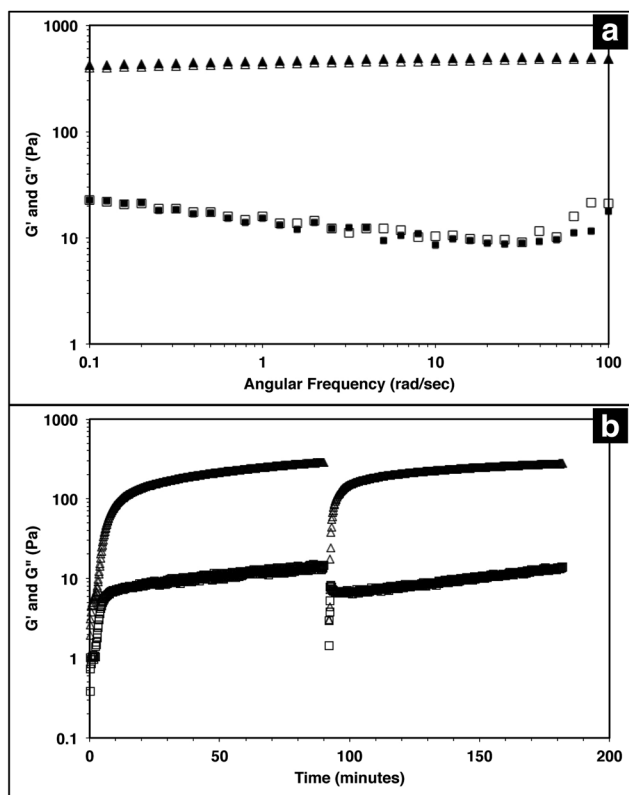 a
1000
100
10
1
G' and G" (Pa)
0.1 1 10 100
Angular Frequency (rad/sec)
b
1000
100
10
1
0.1
G' and G" (Pa)
0 50 100 150 200
Time (minutes)